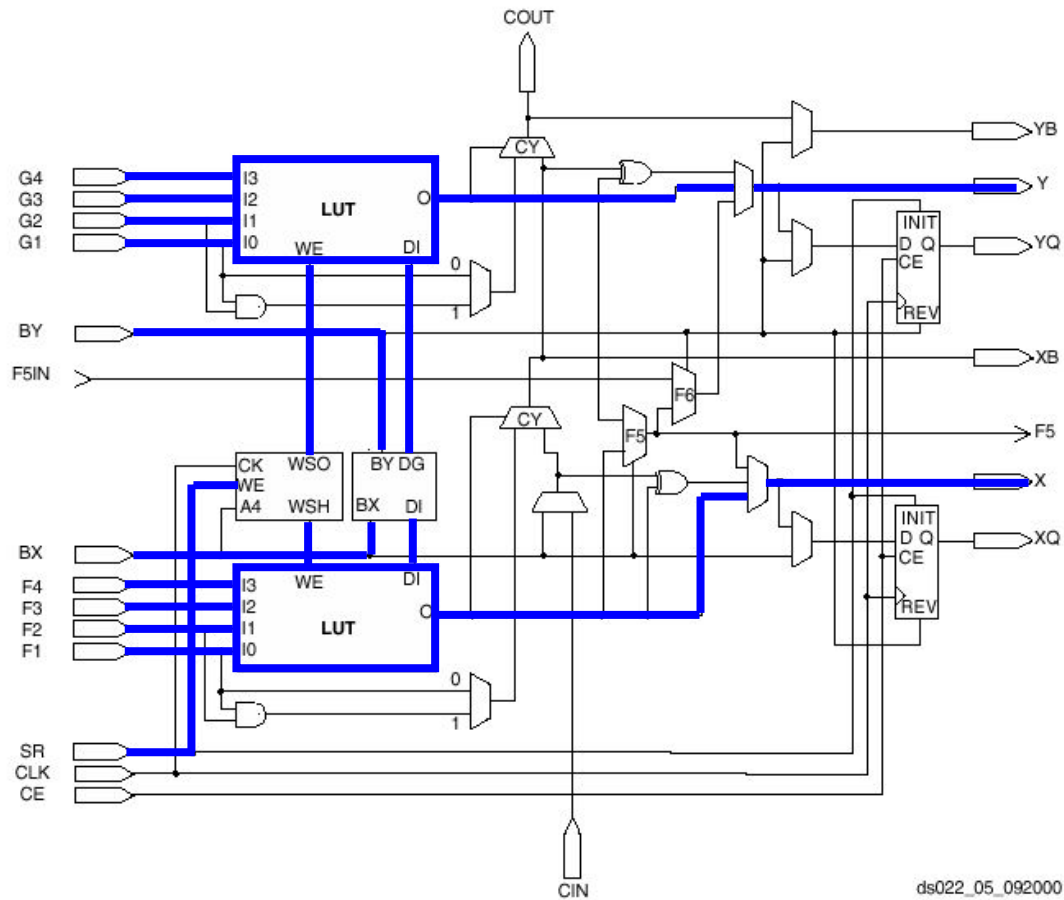 COUT
YB
CY
G4
G3
G2
G1
I3
I2
I1
I0
LUT
O
WE
DI
Y
INIT
D Q
CE
REV
YQ
0
1
BY
F5IN
XB
F6
CY
F5
F5
CK
WE
A4
WSO
WSH
BY DG
BX
DI
X
INIT
D Q
CE
REV
XQ
BX
F4
F3
F2
F1
WE
DI
I3
I2
I1
I0
LUT
O
0
1
SR
CLK
CE
CIN
ds022_05_092000